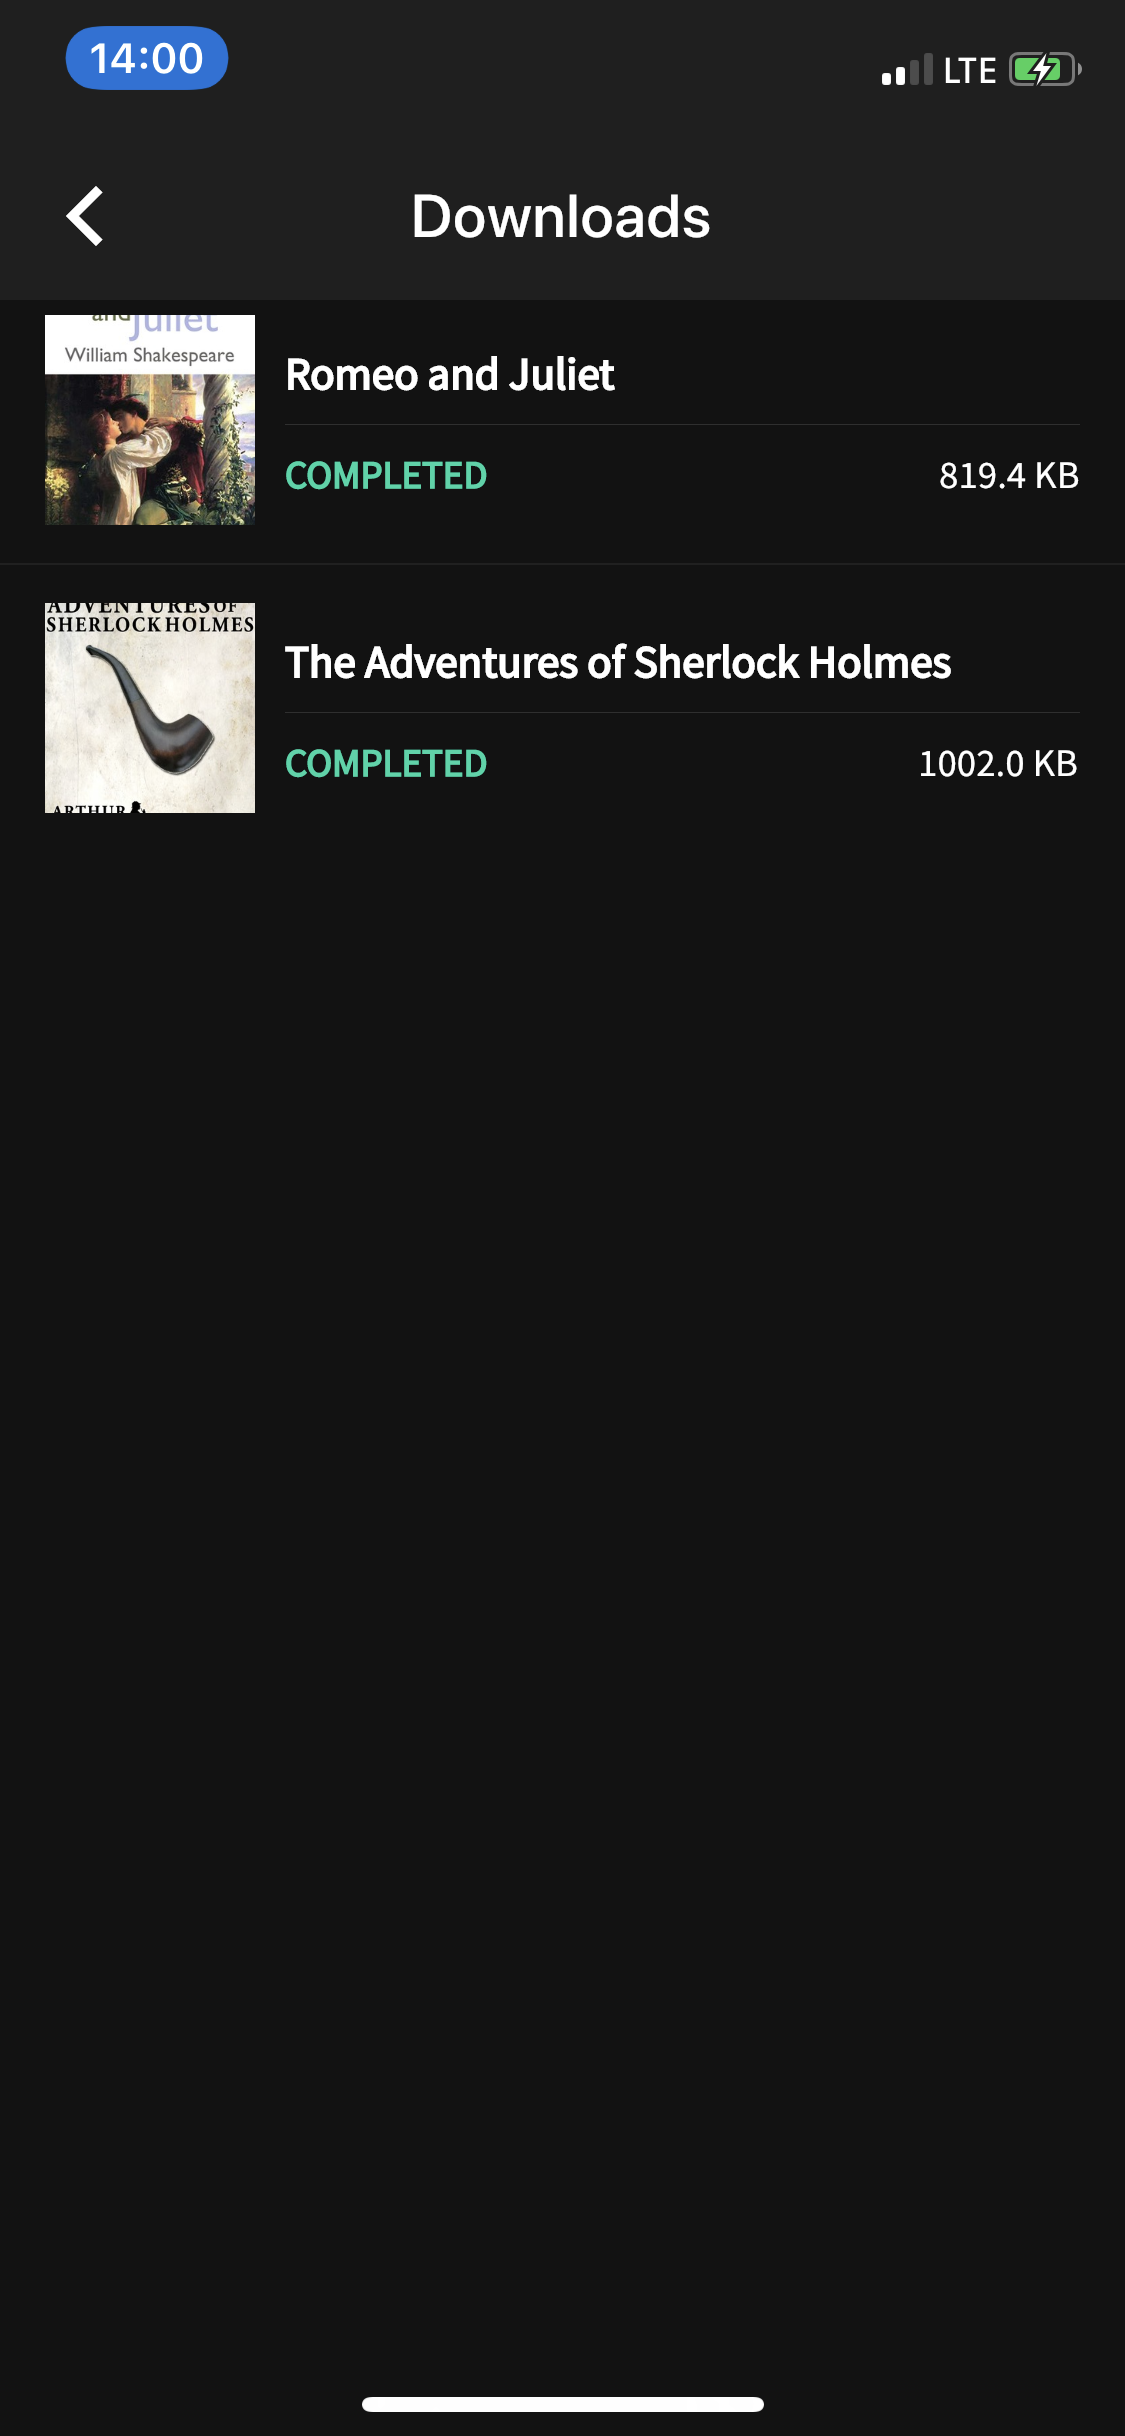 14:00
LTE
Downloads
and Juliet
William Shakespeare
Romeo and Juliet
COMPLETED
819.4 KB
ADVENTURES OF
SHERLOCK HOLMES
ARTHUR
The Adventures of Sherlock Holmes
COMPLETED
1002.0 KB